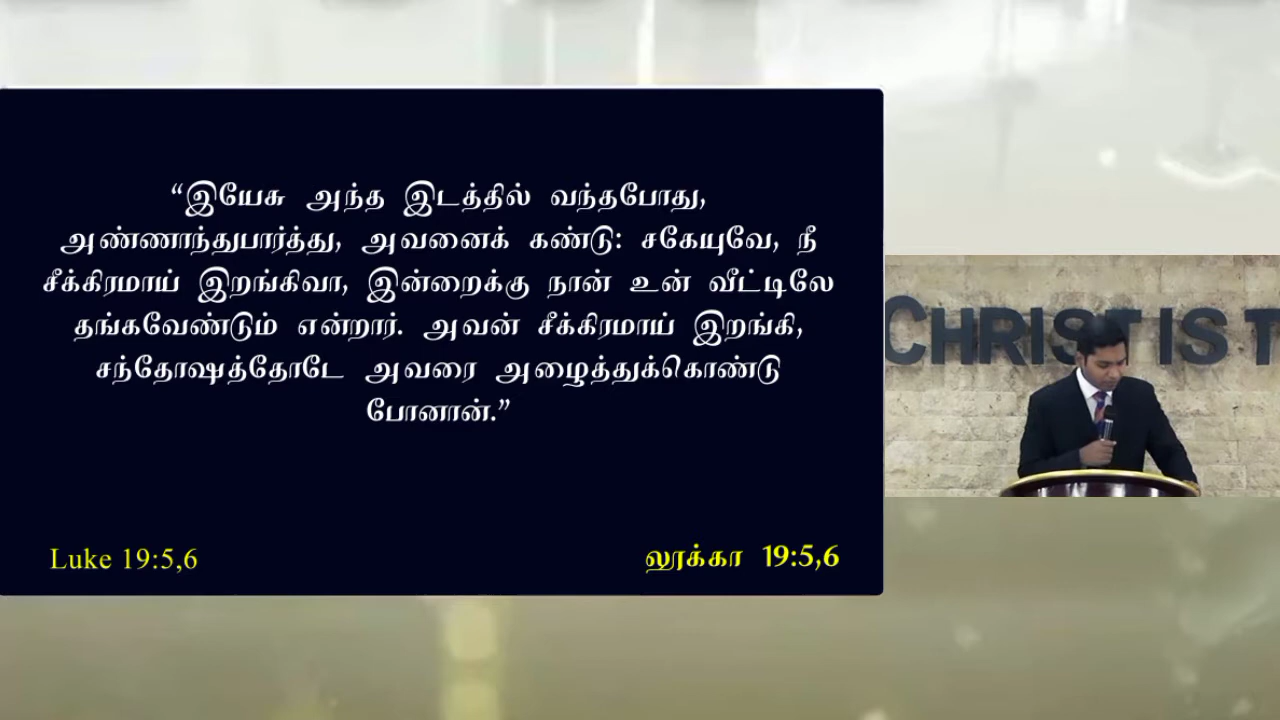 “இயேசு அந்த இடத்தில் வந்தபோது,
அண்ணாந்துபார்த்து, அவனைக் கண்டு: சகேயுவே, நீ
சீக்கிரமாய் இறங்கிவா, இன்றைக்கு நான் உன் வீட்டிலே
தங்கவேண்டும் என்றார். அவன் சீக்கிரமாய் இறங்கி,
சந்தோஷத்தோடே அவரை அழைத்துக்கொண்டு
போனான்.”
Luke 19:5,6
லூக்கா 19:5,6
CHRIST IS T